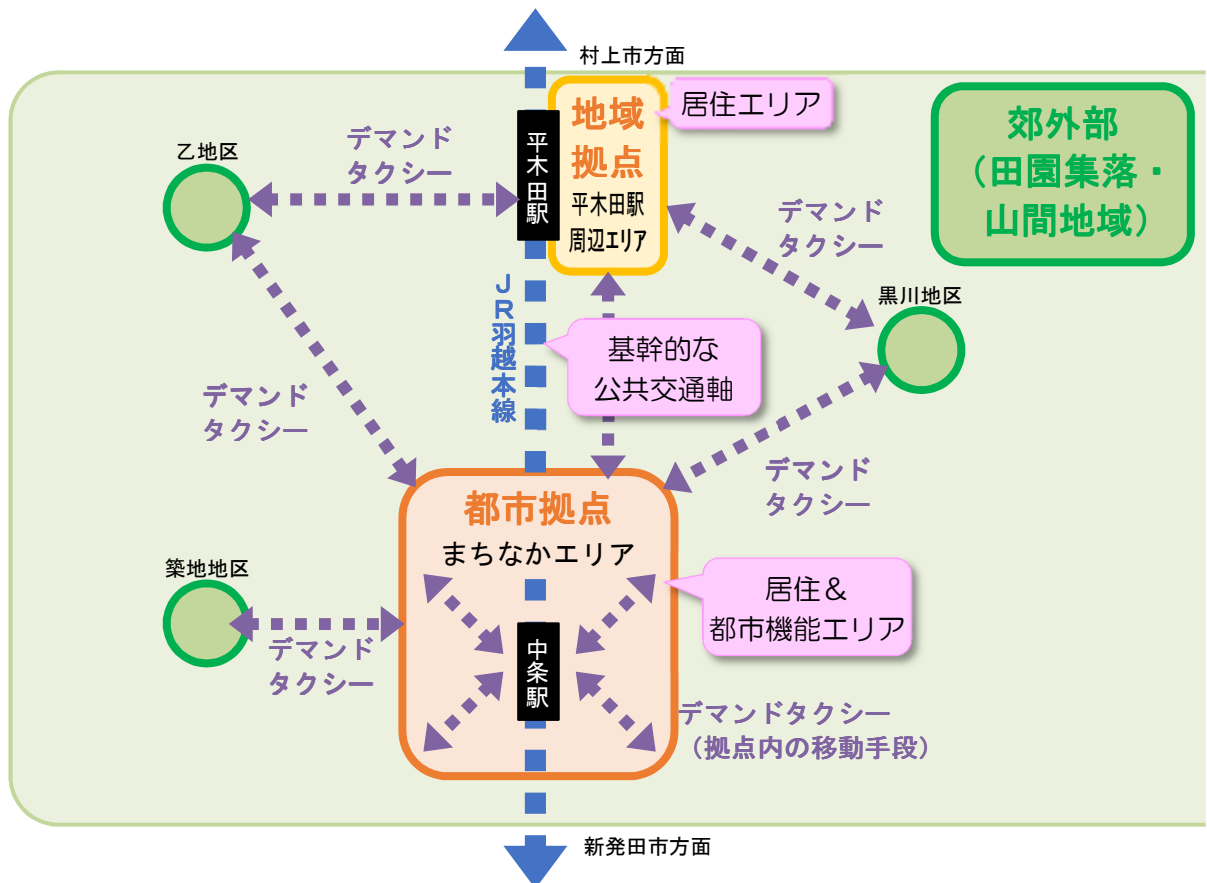 村上市方面
地域
拠点
平木田駅
周辺エリア
居住エリア
郊外部
（田園集落・
山間地域）
平木田駅
デマンド
タクシー
乙地区
デマンド
タクシー
黒川地区
JR羽越本線
基幹的な
公共交通軸
デマンド
タクシー
デマンド
タクシー
都市拠点
まちなかエリア
築地地区
居住＆
都市機能エリア
デマンド
タクシー
中条駅
デマンドタクシー
（拠点内の移動手段）
新発田市方面